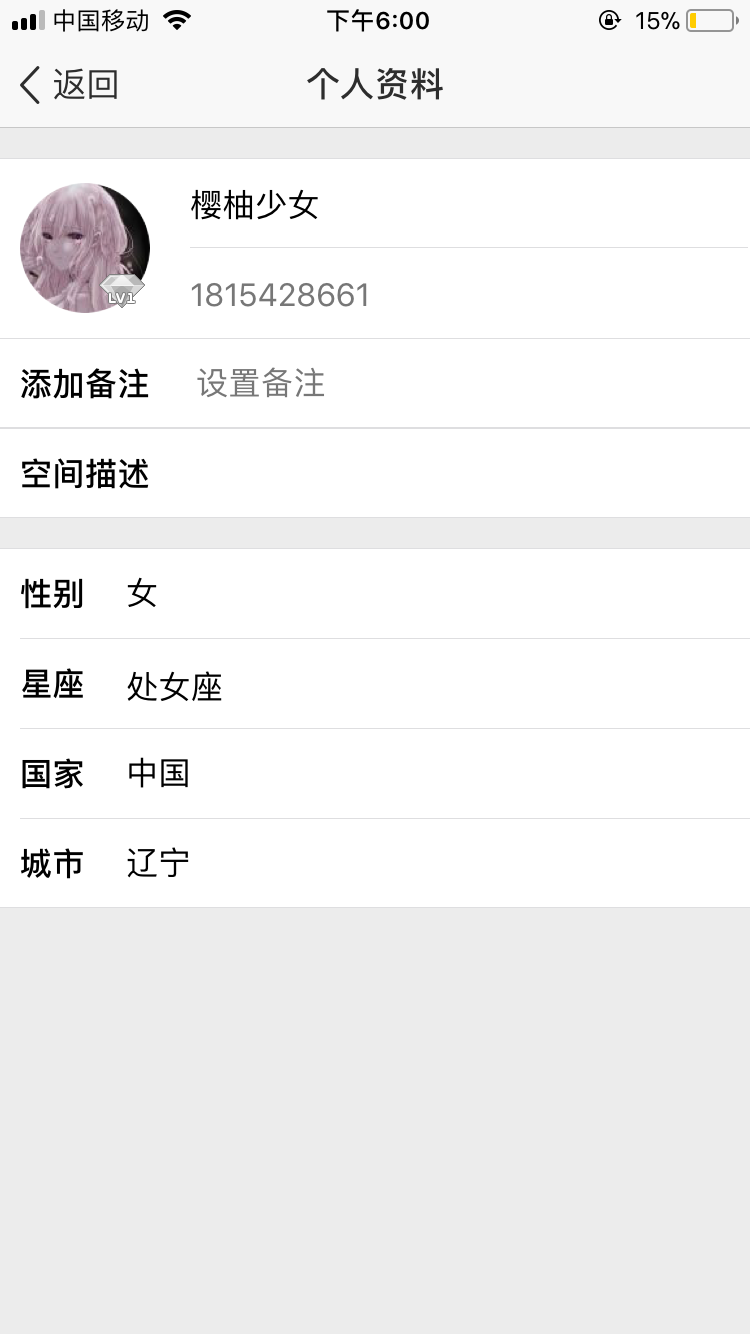 中国移动 下午6:00 15%
返回 个人资料
樱柚少女
LV1
1815428661
添加备注 设置备注
空间描述
性别 女
星座 处女座
国家 中国
城市 辽宁